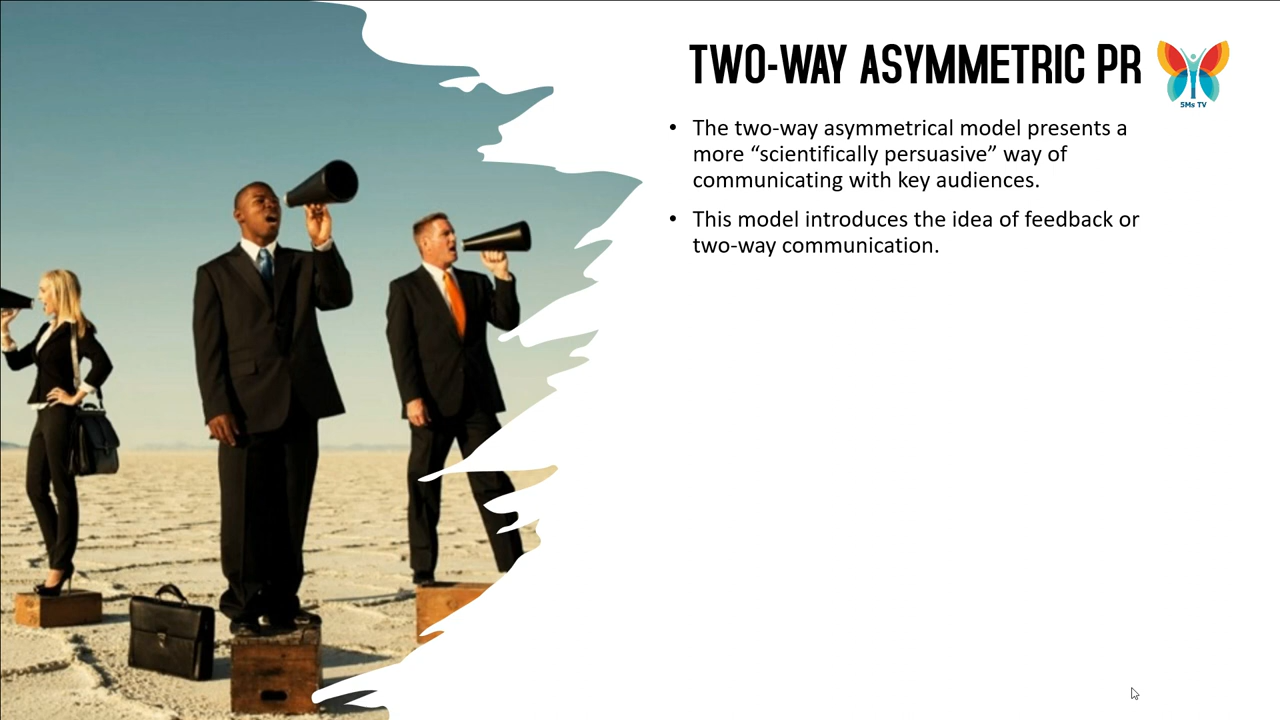 TWO-WAY ASYMMETRIC PR
5Ms TV
• The two-way asymmetrical model presents a
more “scientifically persuasive” way of
communicating with key audiences.
• This model introduces the idea of feedback or
two-way communication.